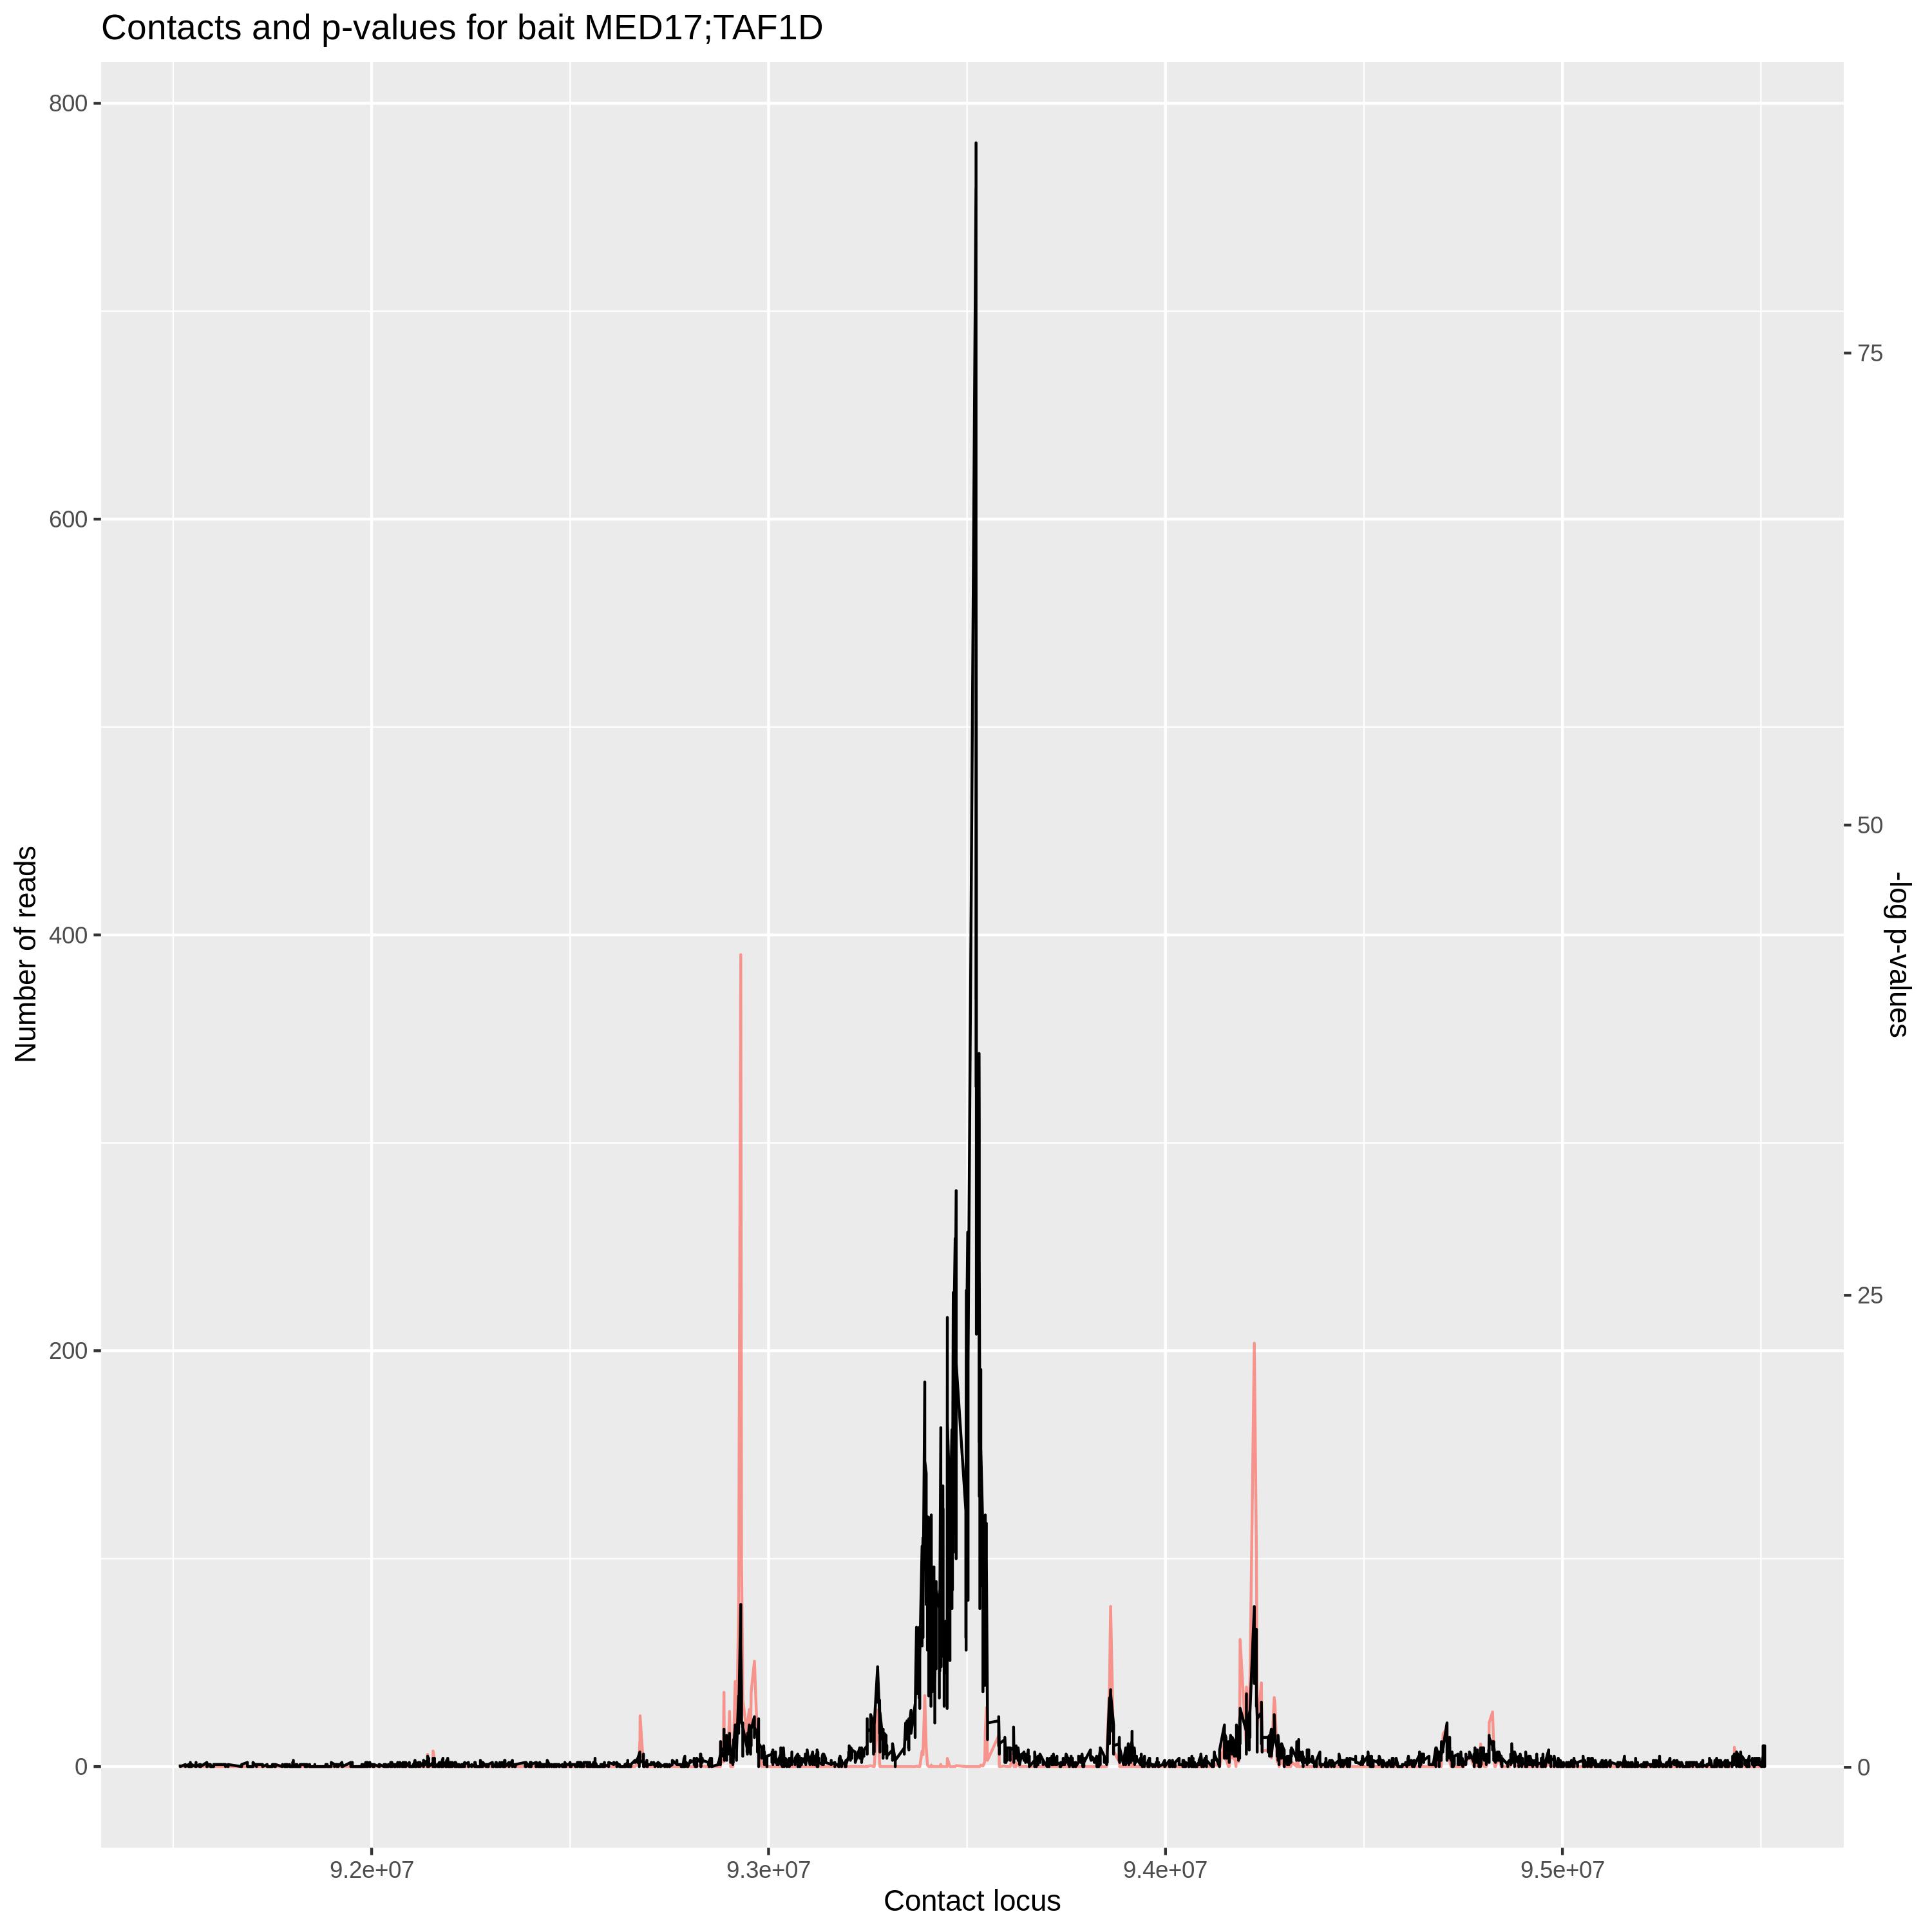 Contacts and p-values for bait MED17;TAF1D
800
600
400
200
0
Number of reads
75
50
25
0
-log p-values
9.2e+07
9.3e+07
9.4e+07
9.5e+07
Contact locus